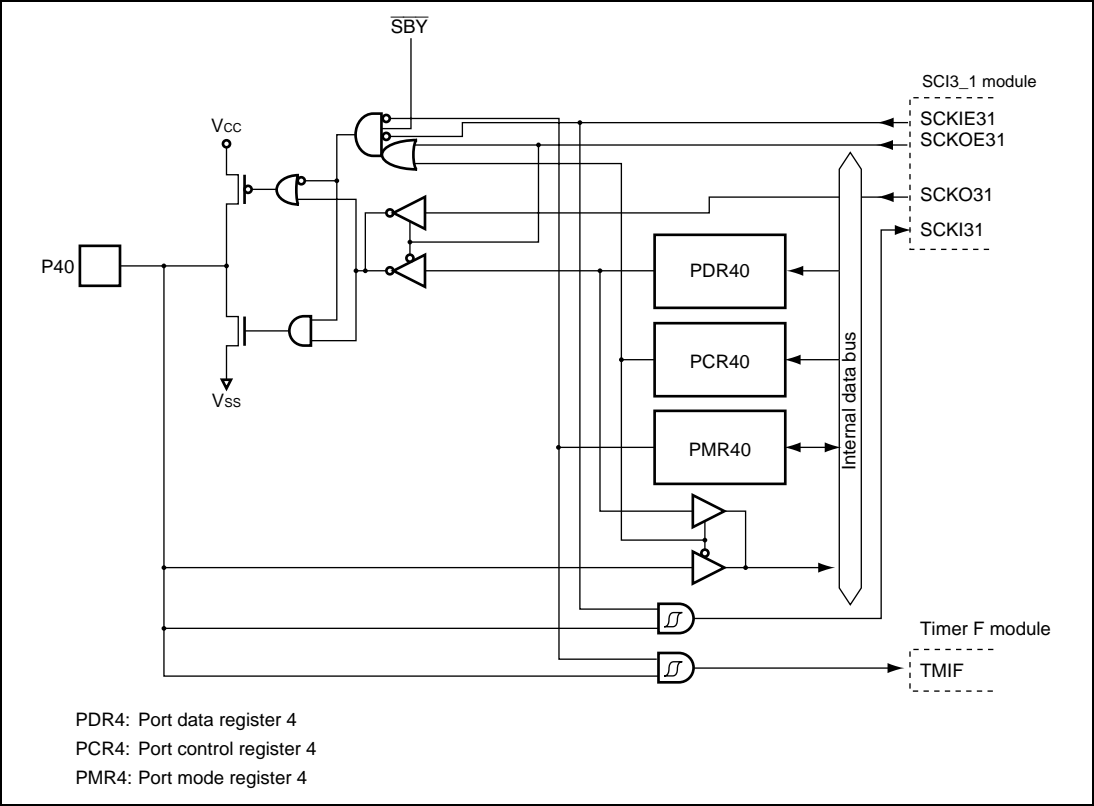 SBY
SCI3_1 module
SCKIE31
VCC
SCKOE31
SCKO31
SCKI31
P40
PDR40
PCR40
Internal data bus
VSS
PMR40
Timer F module
TMIF
PDR4: Port data register 4
PCR4: Port control register 4
PMR4: Port mode register 4